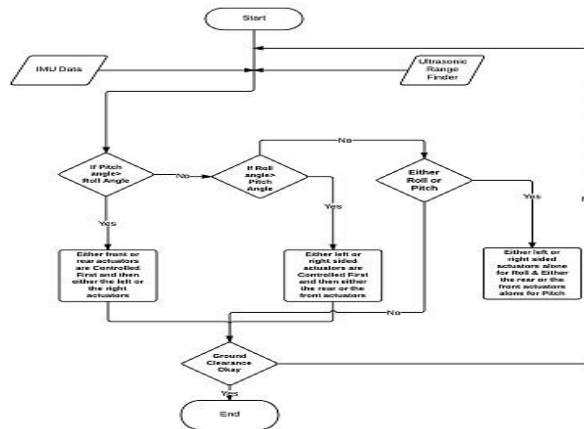 Start
IMU Data
Ultrasonic
Range
Finder
No
If Pitch
angle>
Roll Angle
No
If Roll
angle>
Pitch
Angle
Either
Roll or
Pitch
Yes
Yes
Yes
Either front or
rear actuators
are Controlled
First and then
either the left or
the right
actuators
Either left or
right sided
actuators are
Controlled First
and then either
the rear or the
front actuators
Either left or
right sided
actuators alone
for Roll & Either
the rear or the
front actuators
alone for Pitch
No
Ground
Clearance
Okay
Yes
End